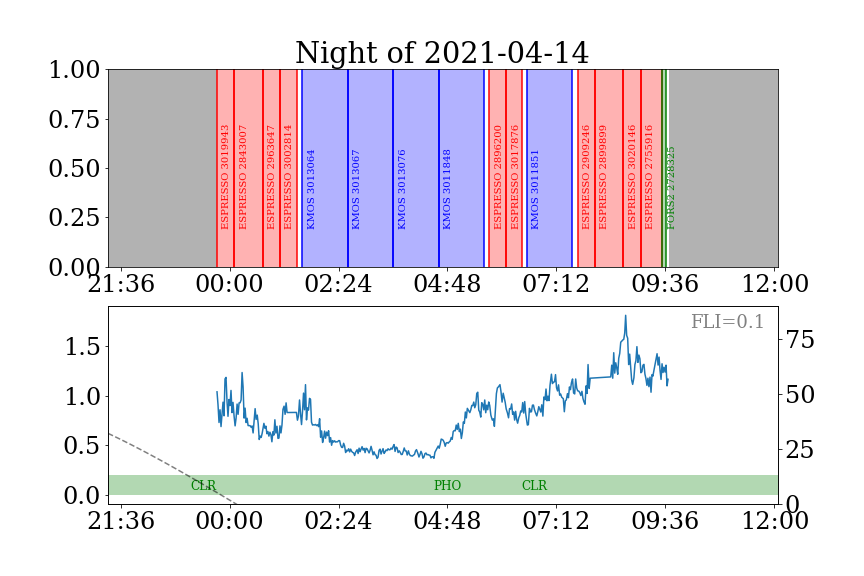 Night of 2021-04-14
1.00
0.75
0.50
0.25
0.00
ESPRESSO 3019943
ESPRESSO 2843007
ESPRESSO 2963647
ESPRESSO 3002814
KMOS 3013064
KMOS 3013067
KMOS 3013076
KMOS 3011848
ESPRESSO 2896200
ESPRESSO 3017876
KMOS 3011851
ESPRESSO 2909246
ESPRESSO 2899899
ESPRESSO 3020146
ESPRESSO 2755916
FORS2 2728325
21:36 00:00 02:24 04:48 07:12 09:36 12:00
FLI=0.1
1.5
1.0
0.5
0.0
75
50
25
0
CLR PHO CLR
21:36 00:00 02:24 04:48 07:12 09:36 12:00